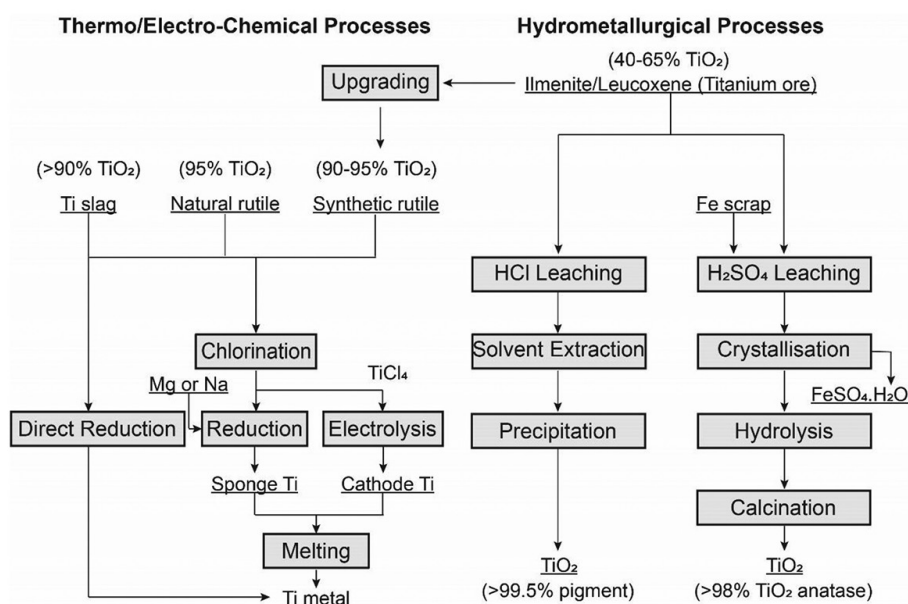 Thermo/Electro-Chemical Processes
Hydrometallurgical Processes
(40-65% TiO₂)
Upgrading
Ilmenite/Leucoxene (Titanium ore)
(>90% TiO₂)
(95% TiO₂)
(90-95% TiO₂)
Ti slag
Natural rutile
Synthetic rutile
Fe scrap
HCl Leaching
H₂SO₄ Leaching
Chlorination
Solvent Extraction
Crystallisation
TiCl₄
Mg or Na
FeSO₄.H₂O
Direct Reduction
Reduction
Electrolysis
Precipitation
Hydrolysis
Sponge Ti
Cathode Ti
Calcination
Melting
TiO₂
TiO₂
Ti metal
(>99.5% pigment)
(>98% TiO₂ anatase)